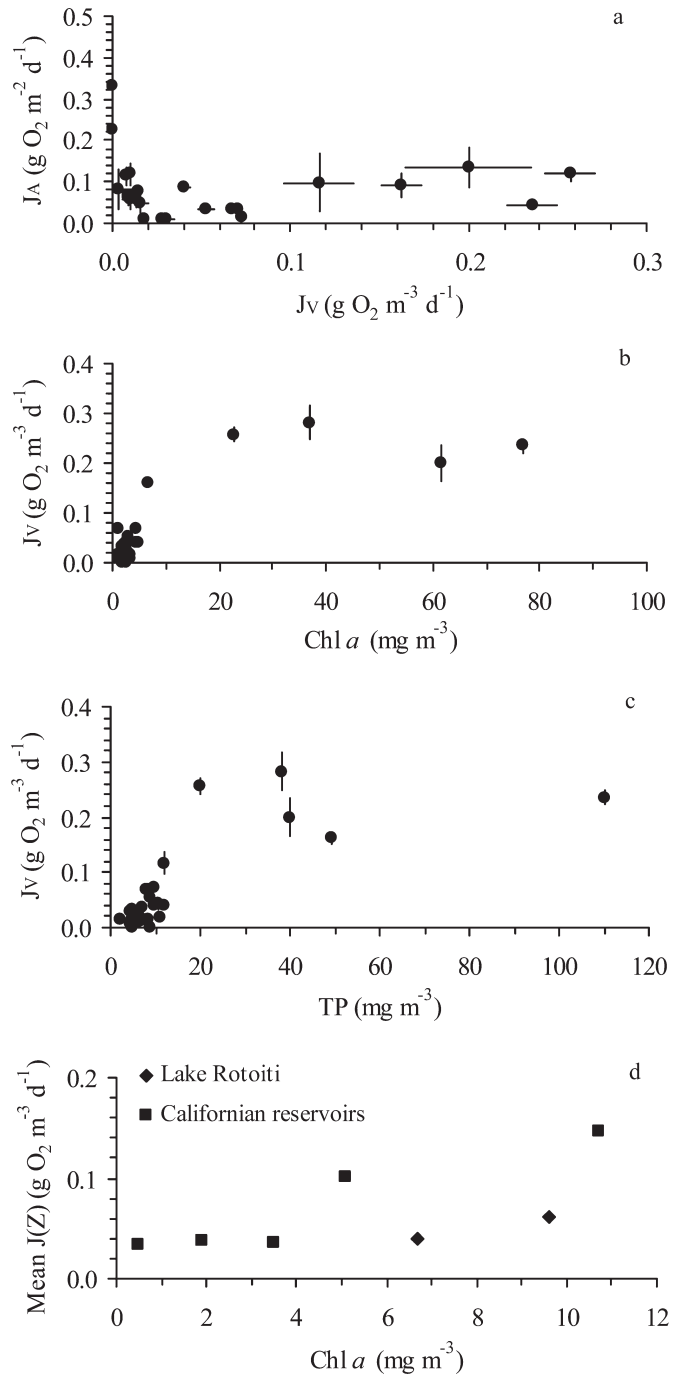 a
0.5
0.4
0.3
0.2
0.1
0.0
JA (g O2 m-2 d-1)
0.0 0.1 0.2 0.3
JV (g O2 m-3 d-1)
b
0.4
0.3
0.2
0.1
0.0
JV (g O2 m-3 d-1)
0 20 40 60 80 100
Chl a (mg m-3)
c
0.4
0.3
0.2
0.1
0.0
JV (g O2 m-3 d-1)
0 20 40 60 80 100 120
TP (mg m-3)
d
Lake Rotoiti
Californian reservoirs
0.2
0.1
0.0
Mean J(Z) (g O2 m-3 d-1)
0 2 4 6 8 10 12
Chl a (mg m-3)